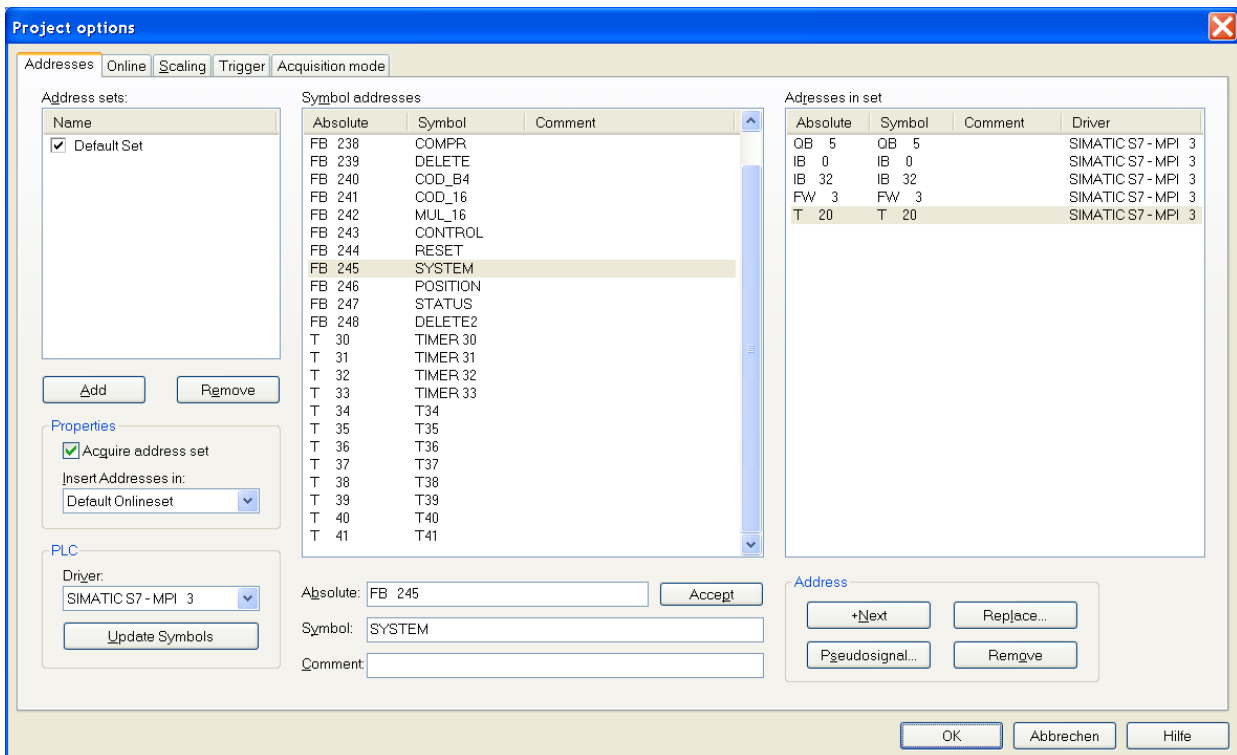 Project options
Addresses Online Scaling Trigger Acquisition mode
Address sets:
Name
Default Set
Add Remove
Properties
Acquire address set
Insert Addresses in:
Default Onlineset
PLC
Driver:
SIMATIC S7 - MPI 3
Update Symbols
Symbol addresses
Absolute Symbol Comment
FB 238 COMPR
FB 239 DELETE
FB 240 COD_B4
FB 241 COD_16
FB 242 MUL_16
FB 243 CONTROL
FB 244 RESET
FB 245 SYSTEM
FB 246 POSITION
FB 247 STATUS
FB 248 DELETE2
T 30 TIMER 30
T 31 TIMER 31
T 32 TIMER 32
T 33 TIMER 33
T 34 T34
T 35 T35
T 36 T36
T 37 T37
T 38 T38
T 39 T39
T 40 T40
T 41 T41
Absolute: FB 245 Accept
Symbol: SYSTEM
Comment:
Adresses in set
Absolute Symbol Comment Driver
QB 5 QB 5 SIMATIC S7 - MPI 3
IB 0 IB 0 SIMATIC S7 - MPI 3
IB 32 IB 32 SIMATIC S7 - MPI 3
FW 3 FW 3 SIMATIC S7 - MPI 3
T 20 T 20 SIMATIC S7 - MPI 3
Address
+Next Replace...
Pseudosignal... Remove
OK Abbrechen Hilfe